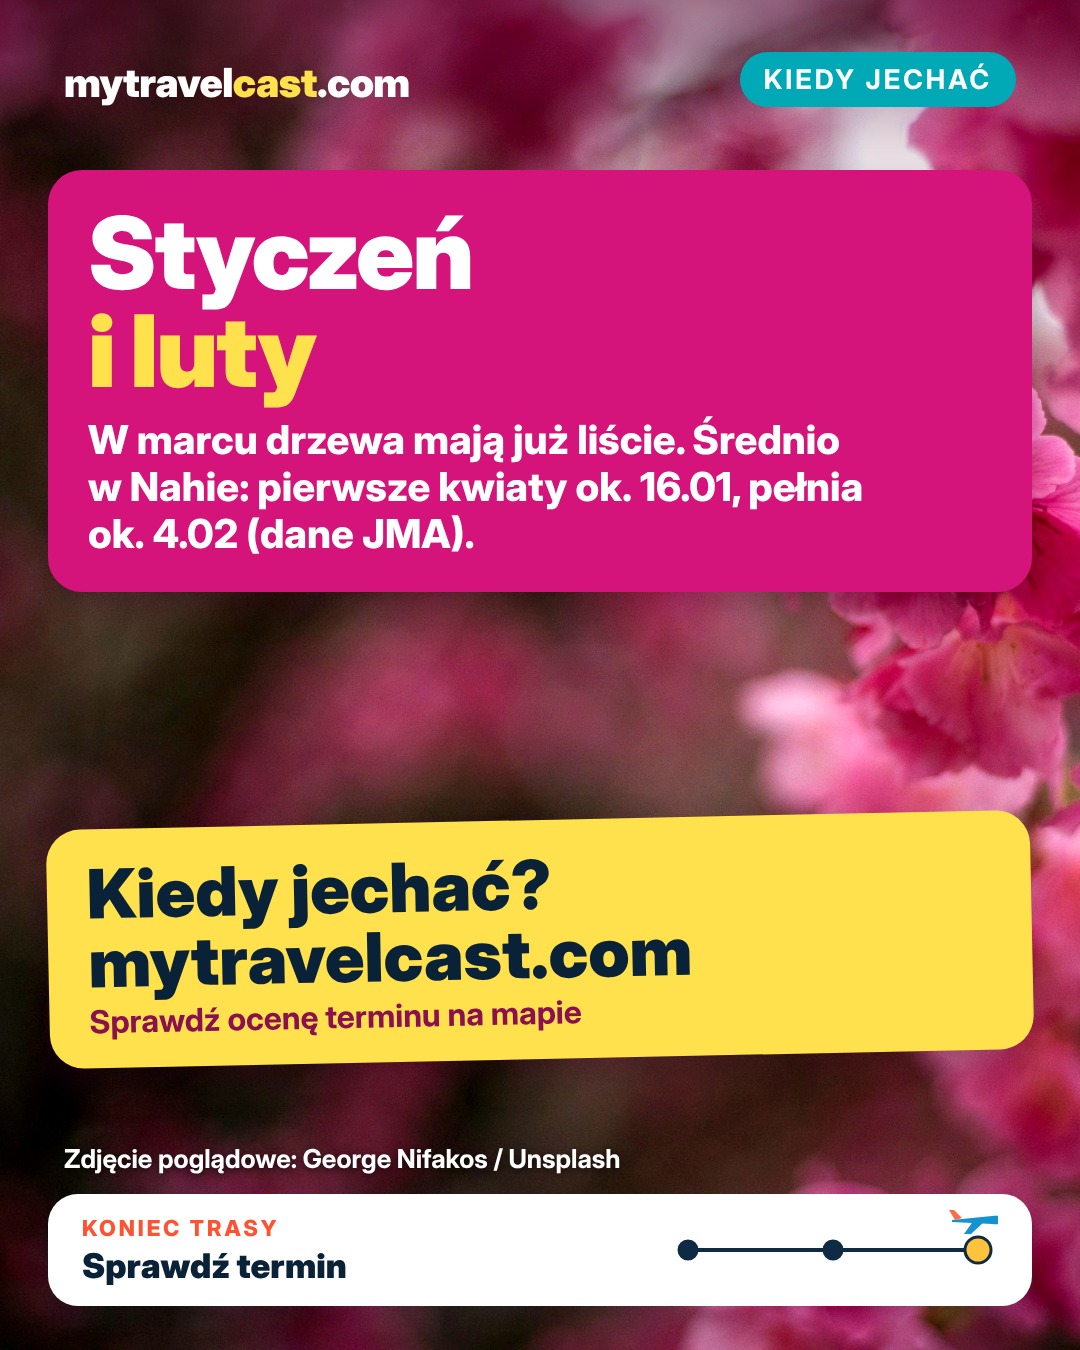 mytravelcast.com
KIEDY JECHAĆ
Styczeń
i luty
W marcu drzewa mają już liście. Średnio
w Nahie: pierwsze kwiaty ok. 16.01, pełnia
ok. 4.02 (dane JMA).
Kiedy jechać?
mytravelcast.com
Sprawdź ocenę terminu na mapie
Zdjęcie poglądowe: George Nifakos / Unsplash
KONIEC TRASY
Sprawdź termin